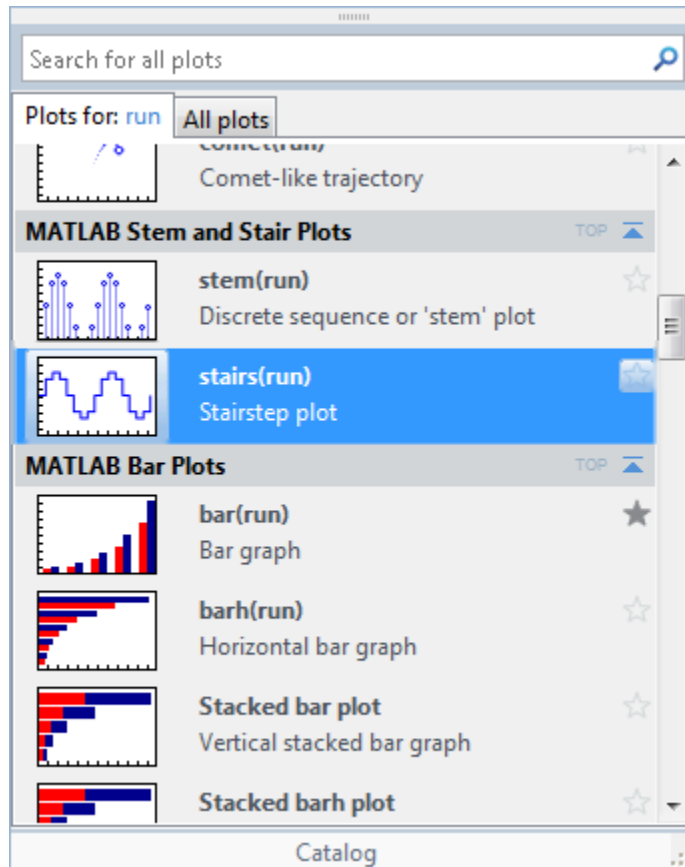 Search for all plots
Plots for: run
All plots
comet(run)
Comet-like trajectory
MATLAB Stem and Stair Plots
TOP
stem(run)
Discrete sequence or 'stem' plot
stairs(run)
Stairstep plot
MATLAB Bar Plots
TOP
bar(run)
Bar graph
barh(run)
Horizontal bar graph
Stacked bar plot
Vertical stacked bar graph
Stacked barh plot
Catalog